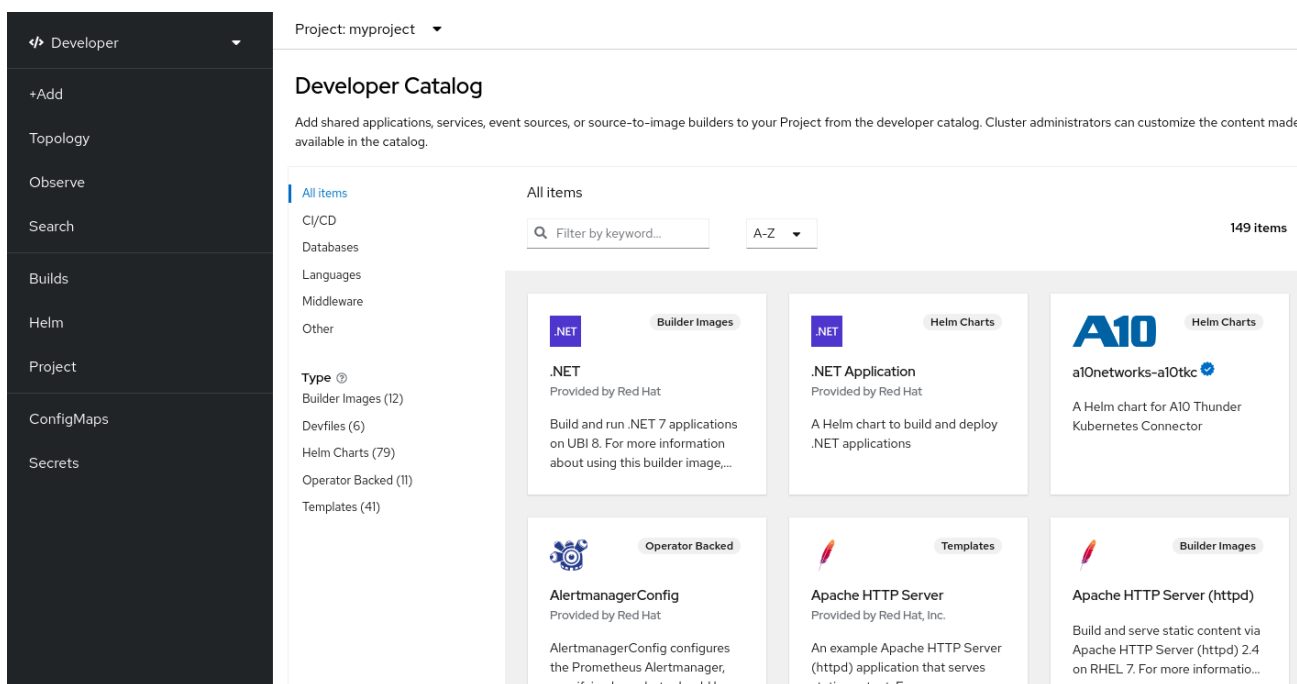 Developer
+Add
Topology
Observe
Search
Builds
Helm
Project
ConfigMaps
Secrets
Project: myproject
Developer Catalog
Add shared applications, services, event sources, or source-to-image builders to your Project from the developer catalog. Cluster administrators can customize the content made
available in the catalog.
All items
CI/CD
Databases
Languages
Middleware
Other
Type
Builder Images (12)
Devfiles (6)
Helm Charts (79)
Operator Backed (11)
Templates (41)
All items
Filter by keyword...
A-Z
149 items
.NET
Builder Images
.NET
Provided by Red Hat
Build and run .NET 7 applications
on UBI 8. For more information
about using this builder image,...
.NET
Helm Charts
.NET Application
Provided by Red Hat
A Helm chart to build and deploy
.NET applications
A10
Helm Charts
a10networks-a10tkc
A Helm chart for A10 Thunder
Kubernetes Connector
Operator Backed
AlertmanagerConfig
Provided by Red Hat
AlertmanagerConfig configures
the Prometheus Alertmanager,
Templates
Apache HTTP Server
Provided by Red Hat, Inc.
An example Apache HTTP Server
(httpd) application that serves
Builder Images
Apache HTTP Server (httpd)
Build and serve static content via
Apache HTTP Server (httpd) 2.4
on RHEL 7. For more informatio...